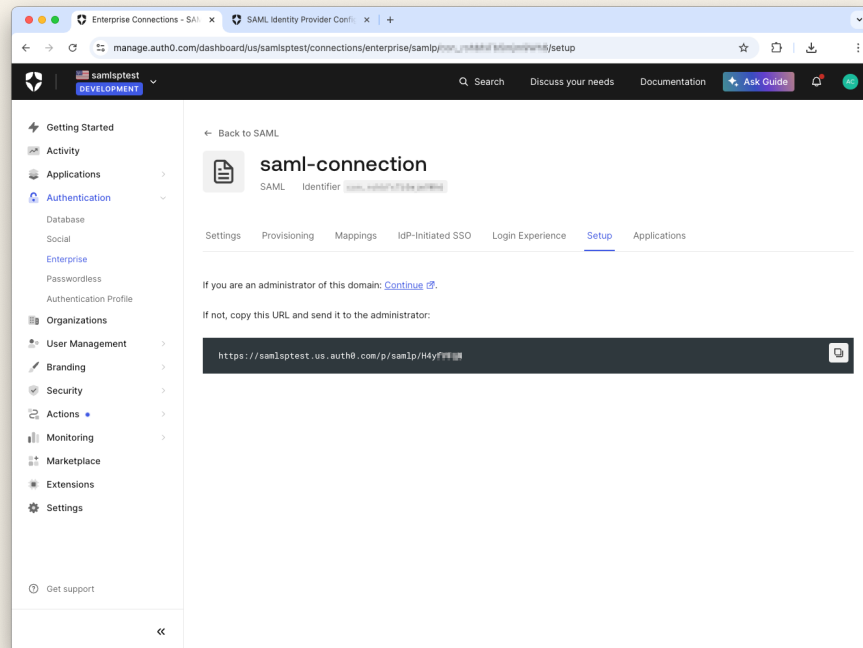 Enterprise Connections - SAM
SAML Identity Provider Confi
manage.auth0.com/dashboard/us/samlsptest/connections/enterprise/samlp/ /setup
samlsptest
DEVELOPMENT
Search
Discuss your needs
Documentation
Ask Guide
AC
Getting Started
Activity
Applications
Authentication
Database
Social
Enterprise
Passwordless
Authentication Profile
Organizations
User Management
Branding
Security
Actions
Monitoring
Marketplace
Extensions
Settings
Get support
Back to SAML
saml-connection
SAML Identifier
Settings Provisioning Mappings IdP-Initiated SSO Login Experience Setup Applications
If you are an administrator of this domain: Continue.
If not, copy this URL and send it to the administrator:
https://samlsptest.us.auth0.com/p/samlp/H4yf